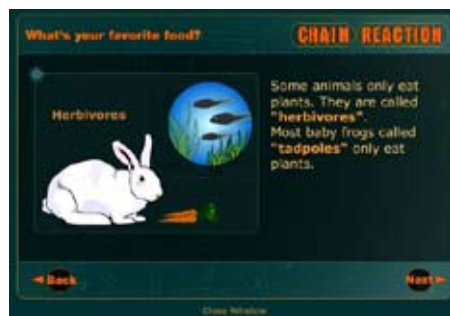 What's your favorite food?
CHAIN REACTION
Herbivores
Some animals only eat
plants. They are called
"herbivores".
Most baby frogs called
"tadpoles" only eat
plants.
Back
Next
Close Window